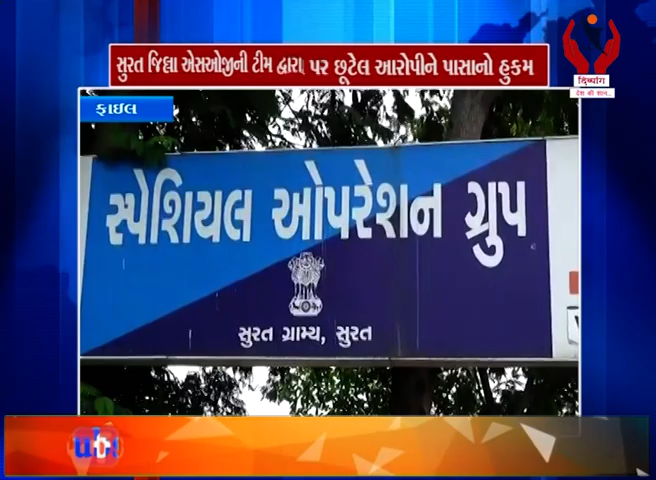 સુરત જિલ્લા એસઓજીની ટીમ દ્વારા પર છૂટેલ આરોપીને પાસાનો હુકમ
दिव्यांग
देश की शान..
ફાઇલ
સ્પેશિયલ ઓપરેશન ગ્રુપ
સુરત ગ્રામ્ય, સુરત